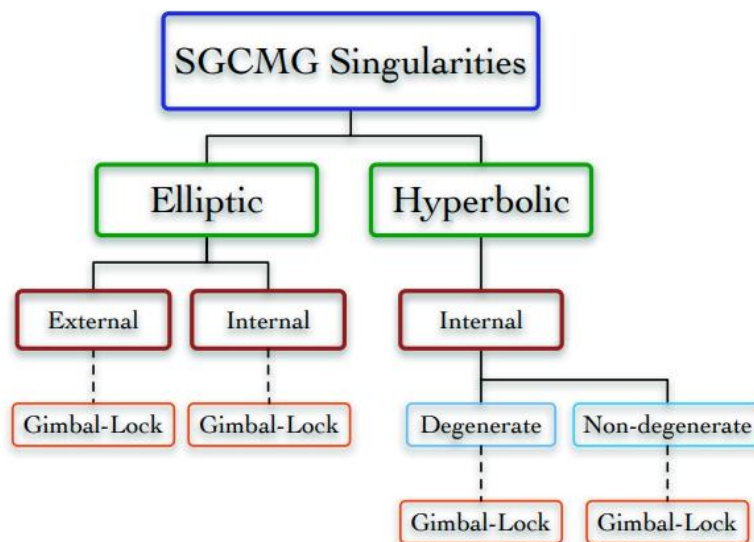 SGCMG Singularities
Elliptic
Hyperbolic
External
Internal
Internal
Gimbal-Lock
Gimbal-Lock
Degenerate
Non-degenerate
Gimbal-Lock
Gimbal-Lock